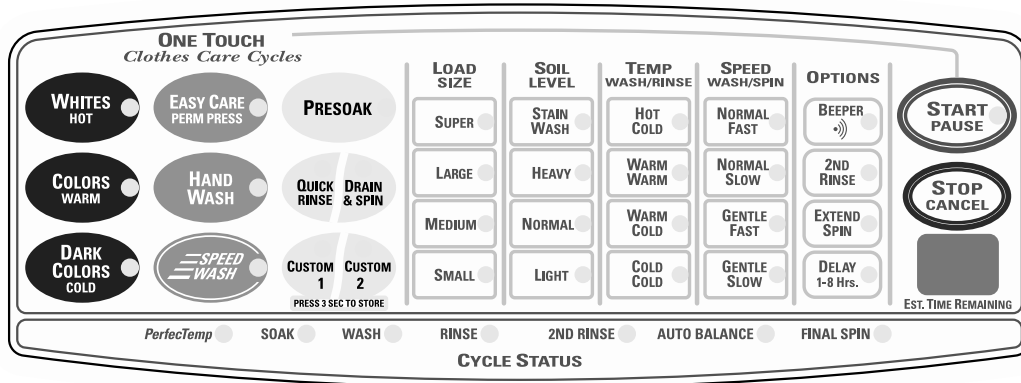 ONE TOUCH
Clothes Care Cycles
WHITES
HOT
EASY CARE
PERM PRESS
PRESOAK
COLORS
WARM
HAND
WASH
QUICK
RINSE
DRAIN
& SPIN
DARK
COLORS
COLD
SPEED
WASH
CUSTOM
1
CUSTOM
2
PRESS 3 SEC TO STORE
LOAD
SIZE
SUPER
LARGE
MEDIUM
SMALL
SOIL
LEVEL
STAIN
WASH
HEAVY
NORMAL
LIGHT
TEMP
WASH/RINSE
HOT
COLD
WARM
WARM
WARM
COLD
COLD
COLD
SPEED
WASH/SPIN
NORMAL
FAST
NORMAL
SLOW
GENTLE
FAST
GENTLE
SLOW
OPTIONS
BEEPER
2ND
RINSE
EXTEND
SPIN
DELAY
1-8 Hrs.
START
PAUSE
STOP
CANCEL
EST. TIME REMAINING
PerfecTemp SOAK WASH RINSE 2ND RINSE AUTO BALANCE FINAL SPIN
CYCLE STATUS